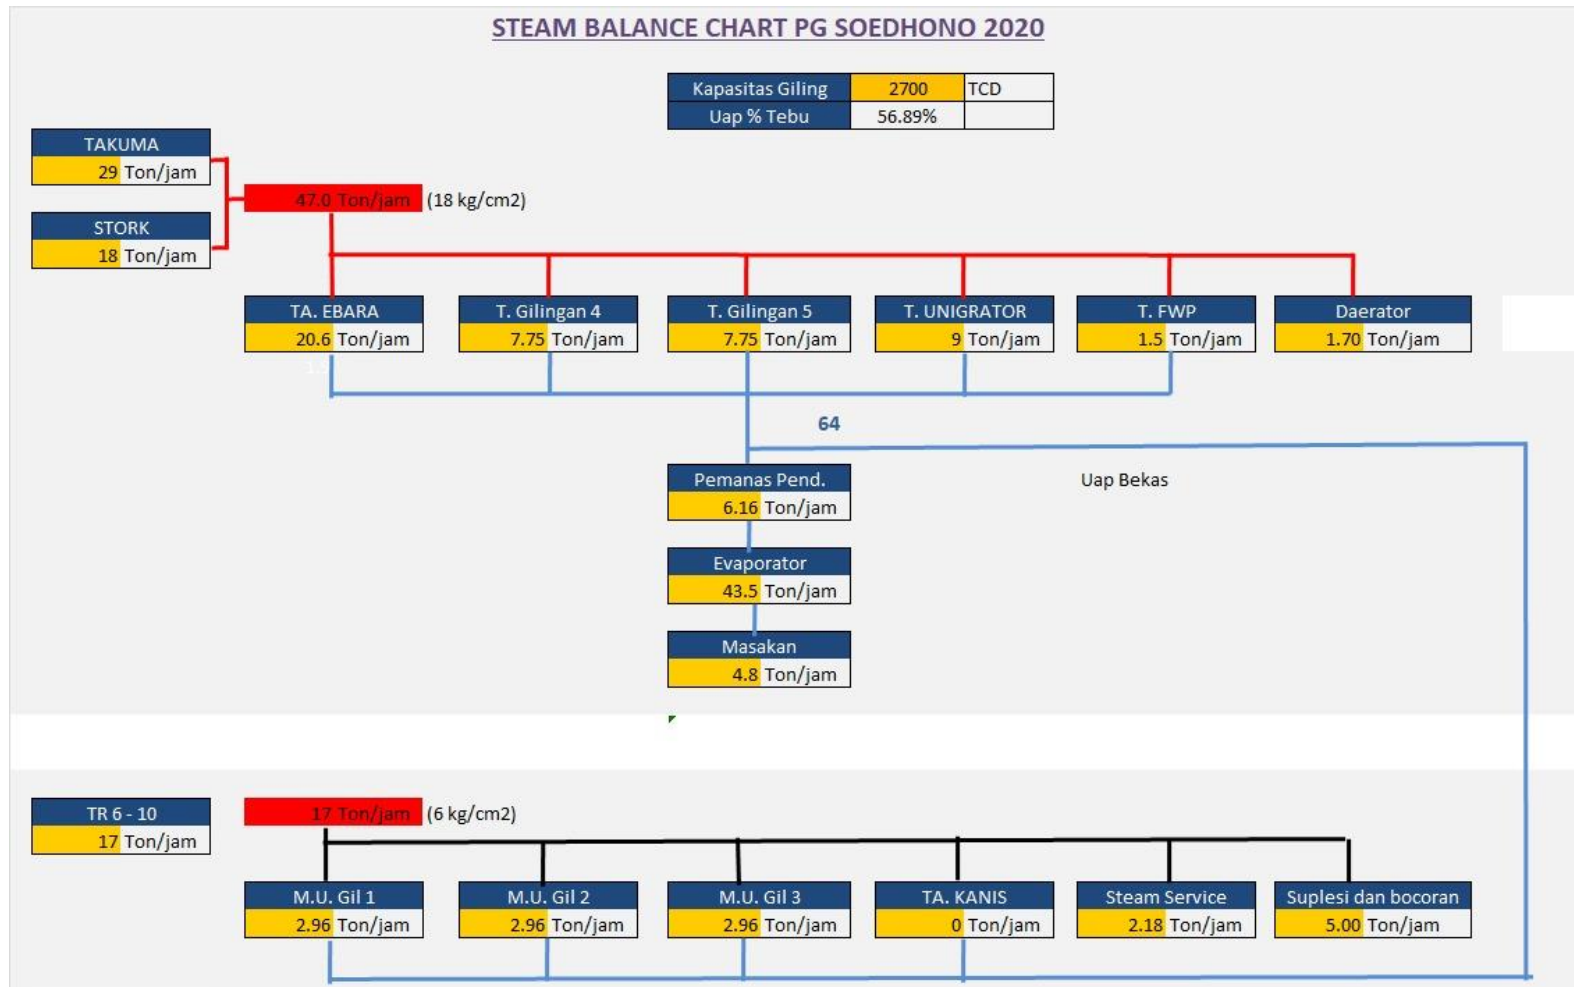 STEAM BALANCE CHART PG SOEDHONO 2020
Kapasitas Giling 2700 TCD
Uap % Tebu 56.89%
TAKUMA
29 Ton/jam
47.0 Ton/jam (18 kg/cm2)
STORK
18 Ton/jam
TA. EBARA T. Gilingan 4 T. Gilingan 5 T. UNIGRATOR T. FWP Daerator
20.6 Ton/jam 7.75 Ton/jam 7.75 Ton/jam 9 Ton/jam 1.5 Ton/jam 1.70 Ton/jam
64
Pemanas Pend. Uap Bekas
6.16 Ton/jam
Evaporator
43.5 Ton/jam
Masakan
4.8 Ton/jam
TR 6 - 10 17 Ton/jam (6 kg/cm2)
17 Ton/jam
M.U. Gil 1 M.U. Gil 2 M.U. Gil 3 TA. KANIS Steam Service Suplesi dan bocoran
2.96 Ton/jam 2.96 Ton/jam 2.96 Ton/jam 0 Ton/jam 2.18 Ton/jam 5.00 Ton/jam